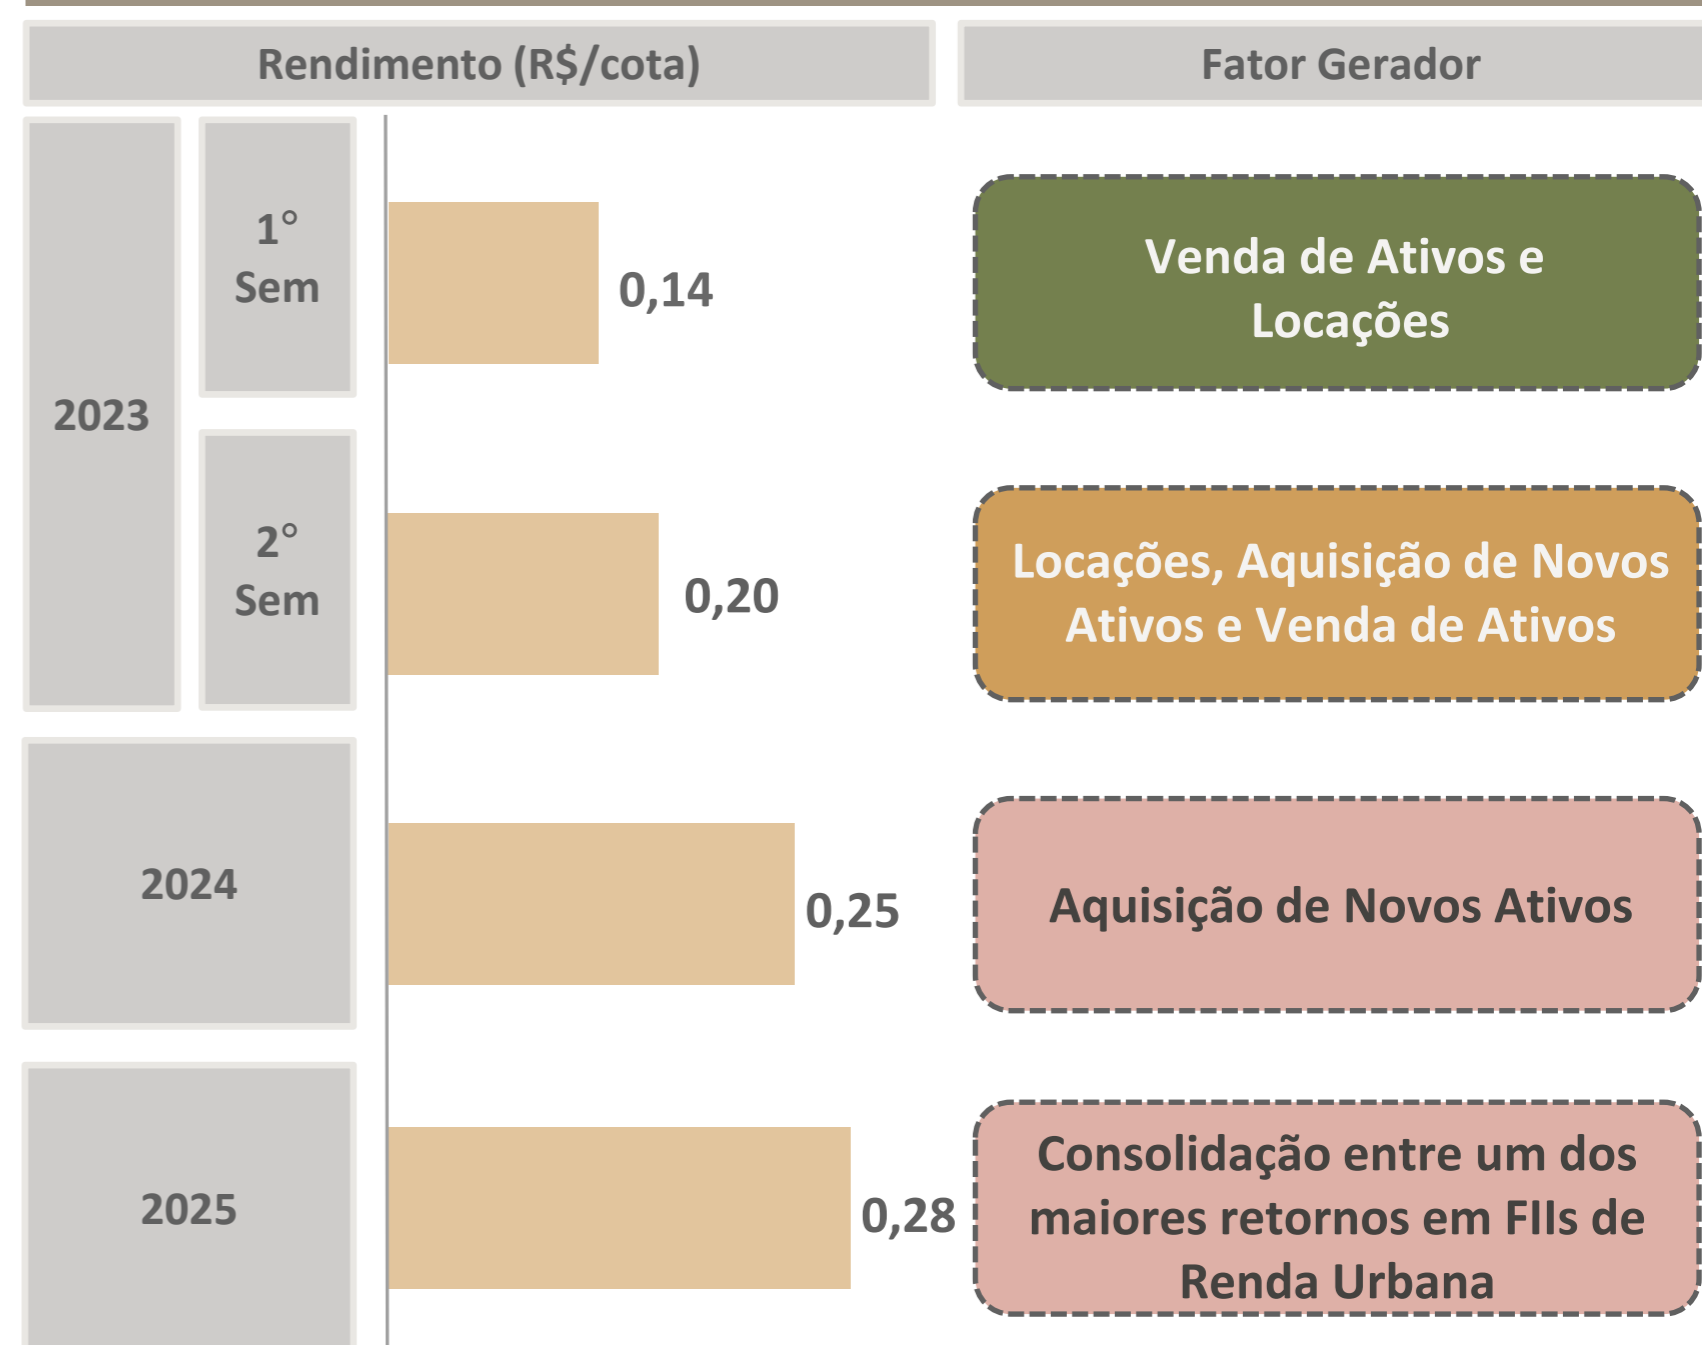 Rendimento (R$/cota)
Fator Gerador
2023
1°
Sem
0,14
Venda de Ativos e
Locações
2°
Sem
0,20
Locações, Aquisição de Novos
Ativos e Venda de Ativos
2024
0,25
Aquisição de Novos Ativos
2025
0,28
Consolidação entre um dos
maiores retornos em FIIs de
Renda Urbana